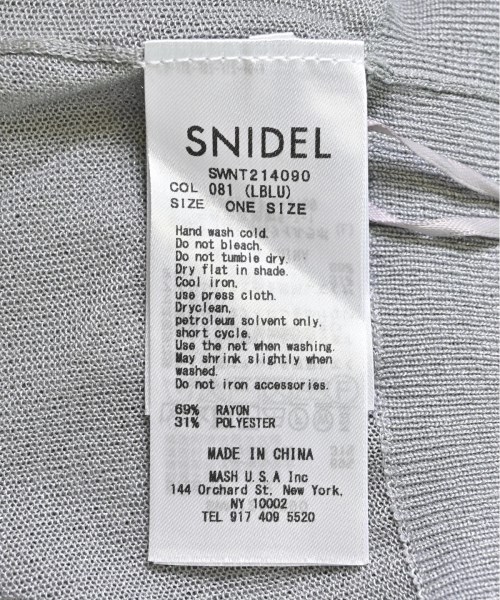 SNIDEL
SWNT214090
COL 081 (LBLU)
SIZE ONE SIZE
Hand wash cold.
Do not bleach.
Do not tumble dry.
Dry flat in shade.
Cool iron.
use press cloth.
Dryclean,
petroleum solvent only.
short cycle.
Use the net when washing.
May shrink slightly when
washed.
Do not iron accessories.
69% RAYON
31% POLYESTER
MADE IN CHINA
MASH U.S.A Inc
144 Orchard St. New York,
NY 10002
TEL 917 409 5520